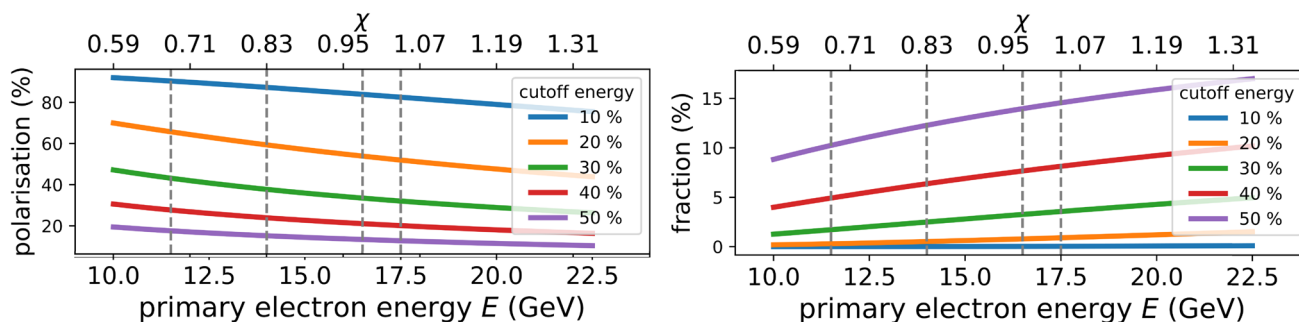 χ
0.59 0.71 0.83 0.95 1.07 1.19 1.31
polarisation (%)
80
60
40
20
cutoff energy
10 %
20 %
30 %
40 %
50 %
10.0 12.5 15.0 17.5 20.0 22.5
primary electron energy E (GeV)
χ
0.59 0.71 0.83 0.95 1.07 1.19 1.31
fraction (%)
15
10
5
0
cutoff energy
10 %
20 %
30 %
40 %
50 %
10.0 12.5 15.0 17.5 20.0 22.5
primary electron energy E (GeV)